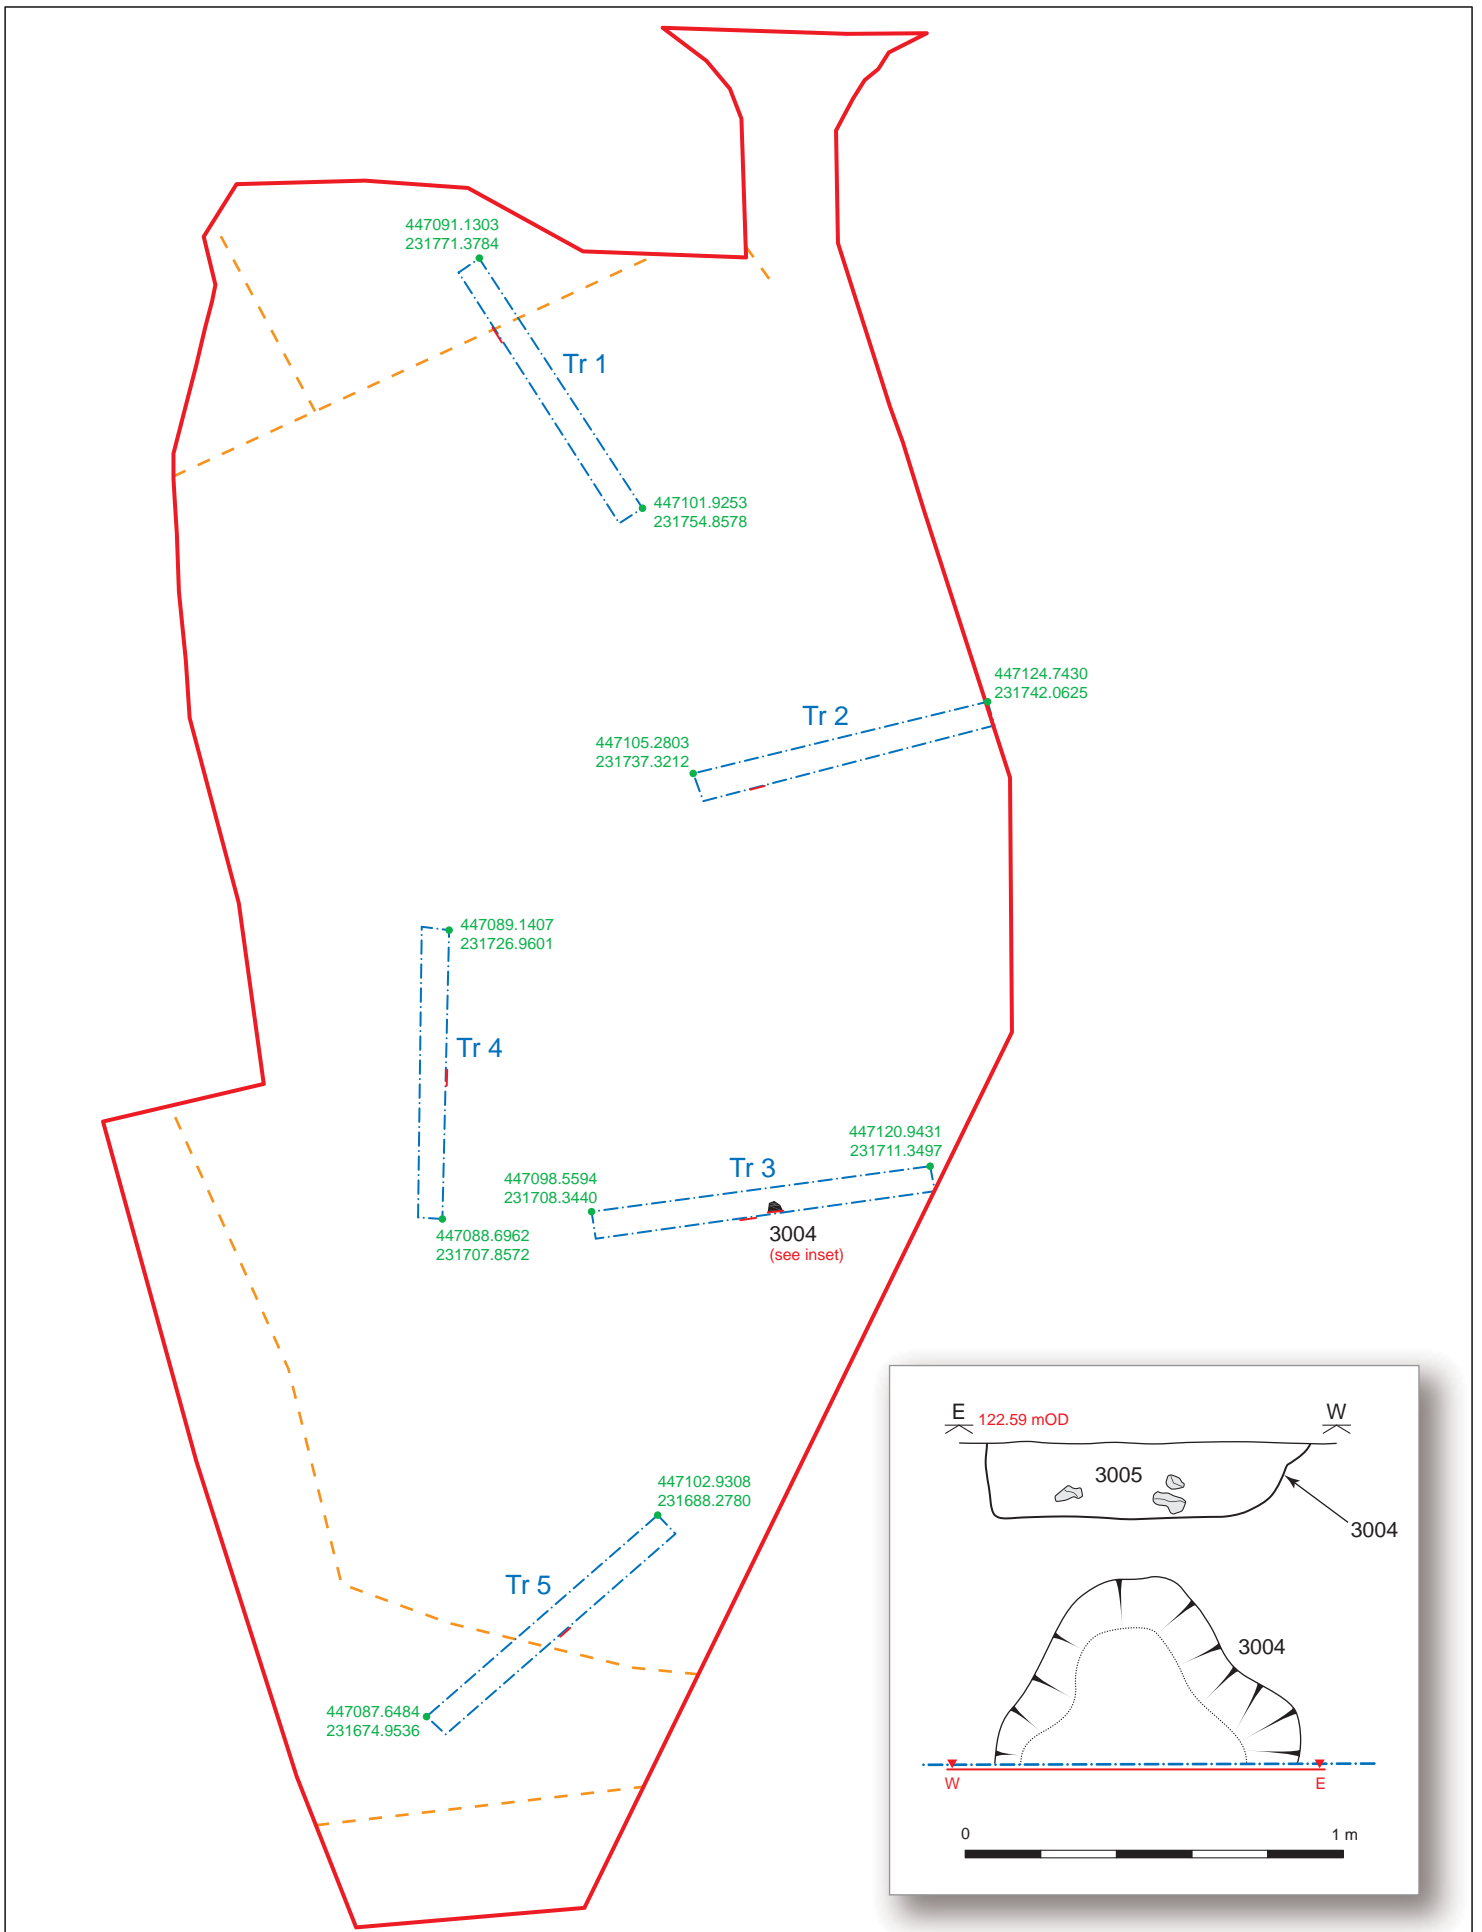 447091.1303
231771.3784
Tr 1
447101.9253
231754.8578
447124.7430
231742.0625
Tr 2
447105.2803
231737.3212
447089.1407
231726.9601
Tr 4
447120.9431
231711.3497
Tr 3
447098.5594
231708.3440
3004
(see inset)
447088.6962
231707.8572
447102.9308
231688.2780
Tr 5
447087.6484
231674.9536
E 122.59 mOD W
3005
3004
3004
W E
0 1 m